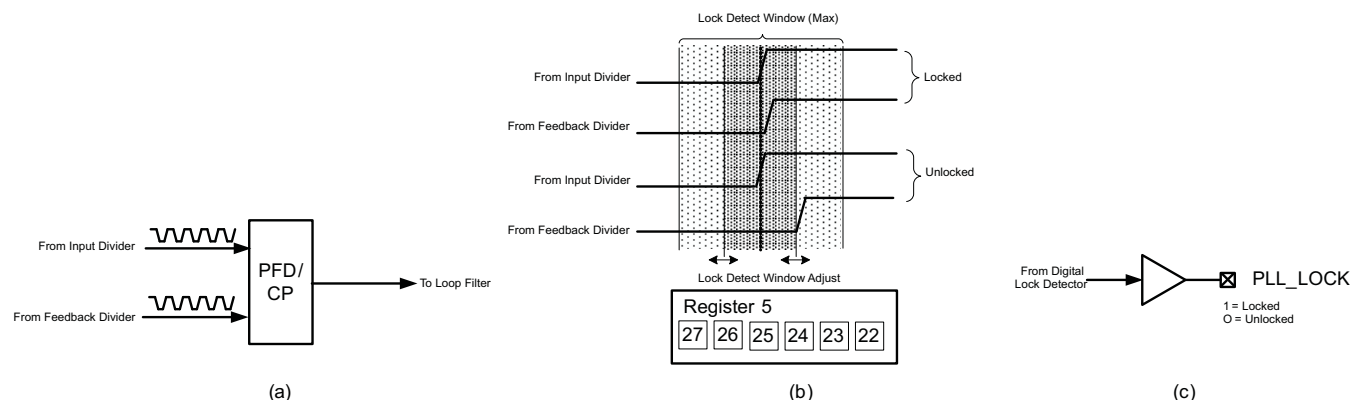 From Input Divider
From Feedback Divider
PFD/
CP
To Loop Filter
(a)
Lock Detect Window (Max)
From Input Divider
Locked
From Feedback Divider
From Input Divider
Unlocked
From Feedback Divider
Lock Detect Window Adjust
Register 5
27 26 25 24 23 22
(b)
From Digital
Lock Detector
PLL_LOCK
1 = Locked
O = Unlocked
(c)